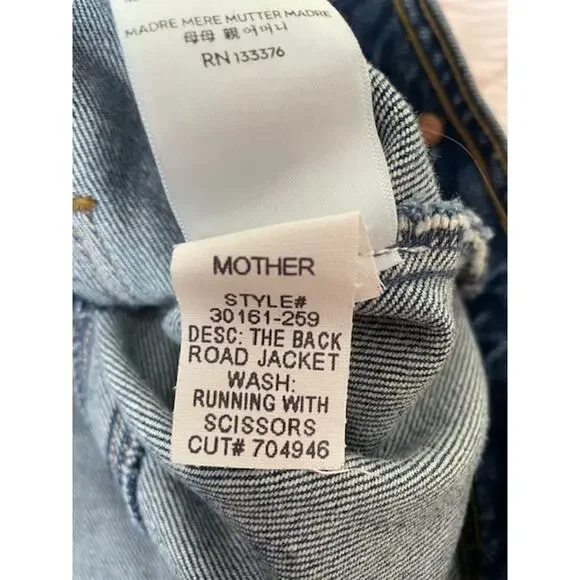 MADRE MERE MUTTER MADRE
母母 親 어머니
RN 133376
MOTHER
STYLE#
30161-259
DESC: THE BACK
ROAD JACKET
WASH:
RUNNING WITH
SCISSORS
CUT# 704946